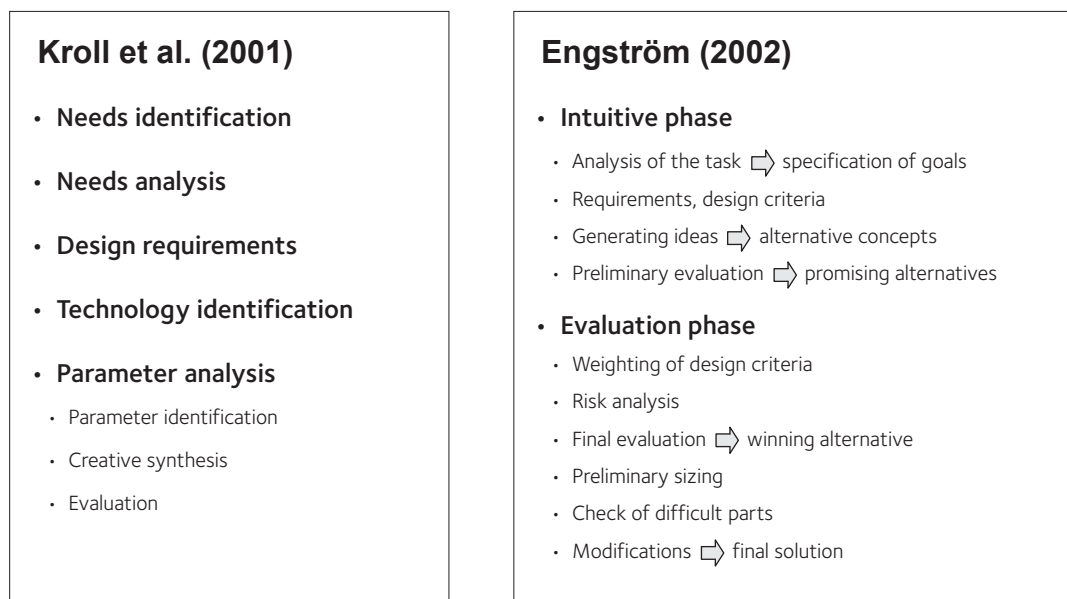 Kroll et al. (2001)
• Needs identification
• Needs analysis
• Design requirements
• Technology identification
• Parameter analysis
• Parameter identification
• Creative synthesis
• Evaluation
Engström (2002)
• Intuitive phase
• Analysis of the task ⇨ specification of goals
• Requirements, design criteria
• Generating ideas ⇨ alternative concepts
• Preliminary evaluation ⇨ promising alternatives
• Evaluation phase
• Weighting of design criteria
• Risk analysis
• Final evaluation ⇨ winning alternative
• Preliminary sizing
• Check of difficult parts
• Modifications ⇨ final solution